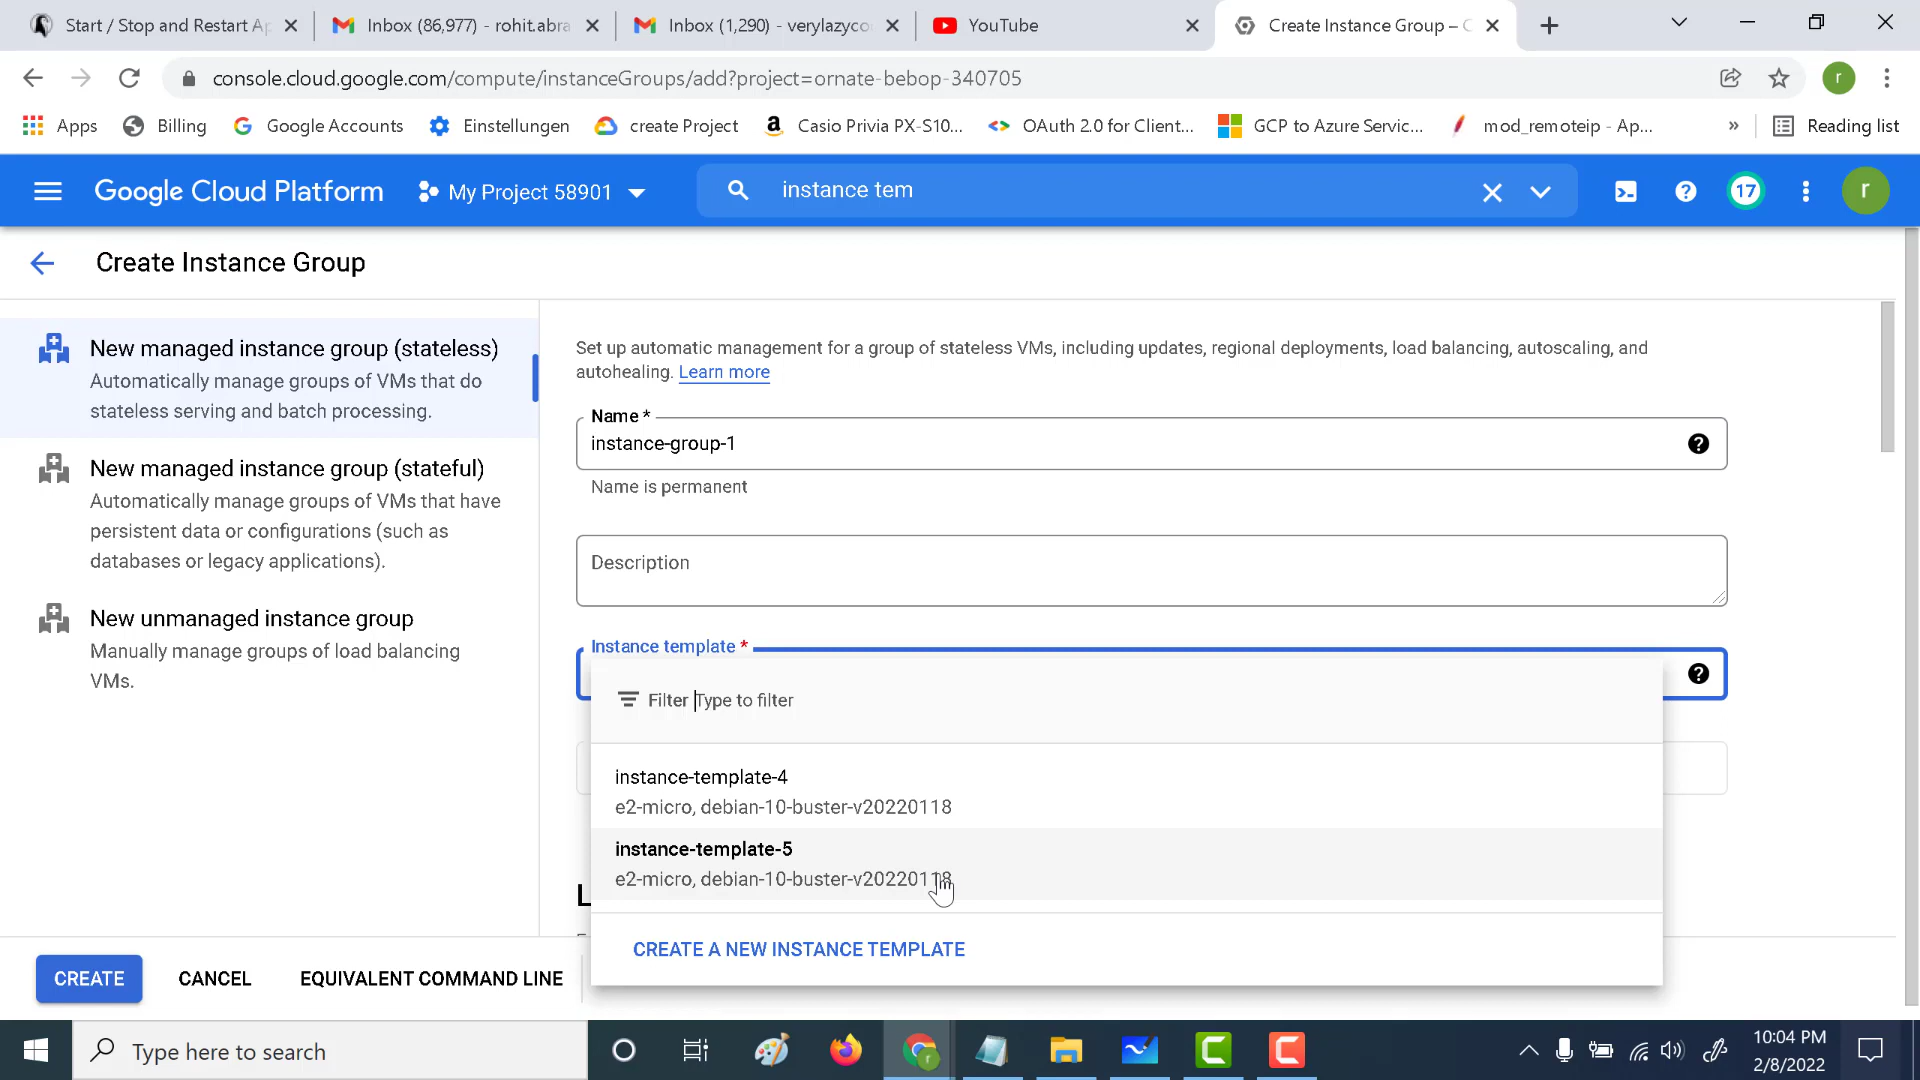 Start / Stop and Restart Ap
Inbox (86,977) - rohit.abra
Inbox (1,290) - verylazyco
YouTube
Create Instance Group – C
console.cloud.google.com/compute/instanceGroups/add?project=ornate-bebop-340705
r
Apps
Billing
Google Accounts
Einstellungen
create Project
Casio Privia PX-S10...
OAuth 2.0 for Client...
GCP to Azure Servic...
mod_remoteip - Ap...
»
Reading list
Google Cloud Platform
My Project 58901
instance tem
17
r
Create Instance Group
New managed instance group (stateless)
Automatically manage groups of VMs that do
stateless serving and batch processing.
New managed instance group (stateful)
Automatically manage groups of VMs that have
persistent data or configurations (such as
databases or legacy applications).
New unmanaged instance group
Manually manage groups of load balancing
VMs.
Set up automatic management for a group of stateless VMs, including updates, regional deployments, load balancing, autoscaling, and
autohealing. Learn more
Name *
instance-group-1
Name is permanent
Description
Instance template *
Filter Type to filter
instance-template-4
e2-micro, debian-10-buster-v20220118
instance-template-5
e2-micro, debian-10-buster-v20220118
CREATE A NEW INSTANCE TEMPLATE
CREATE
CANCEL
EQUIVALENT COMMAND LINE
Type here to search
10:04 PM
2/8/2022